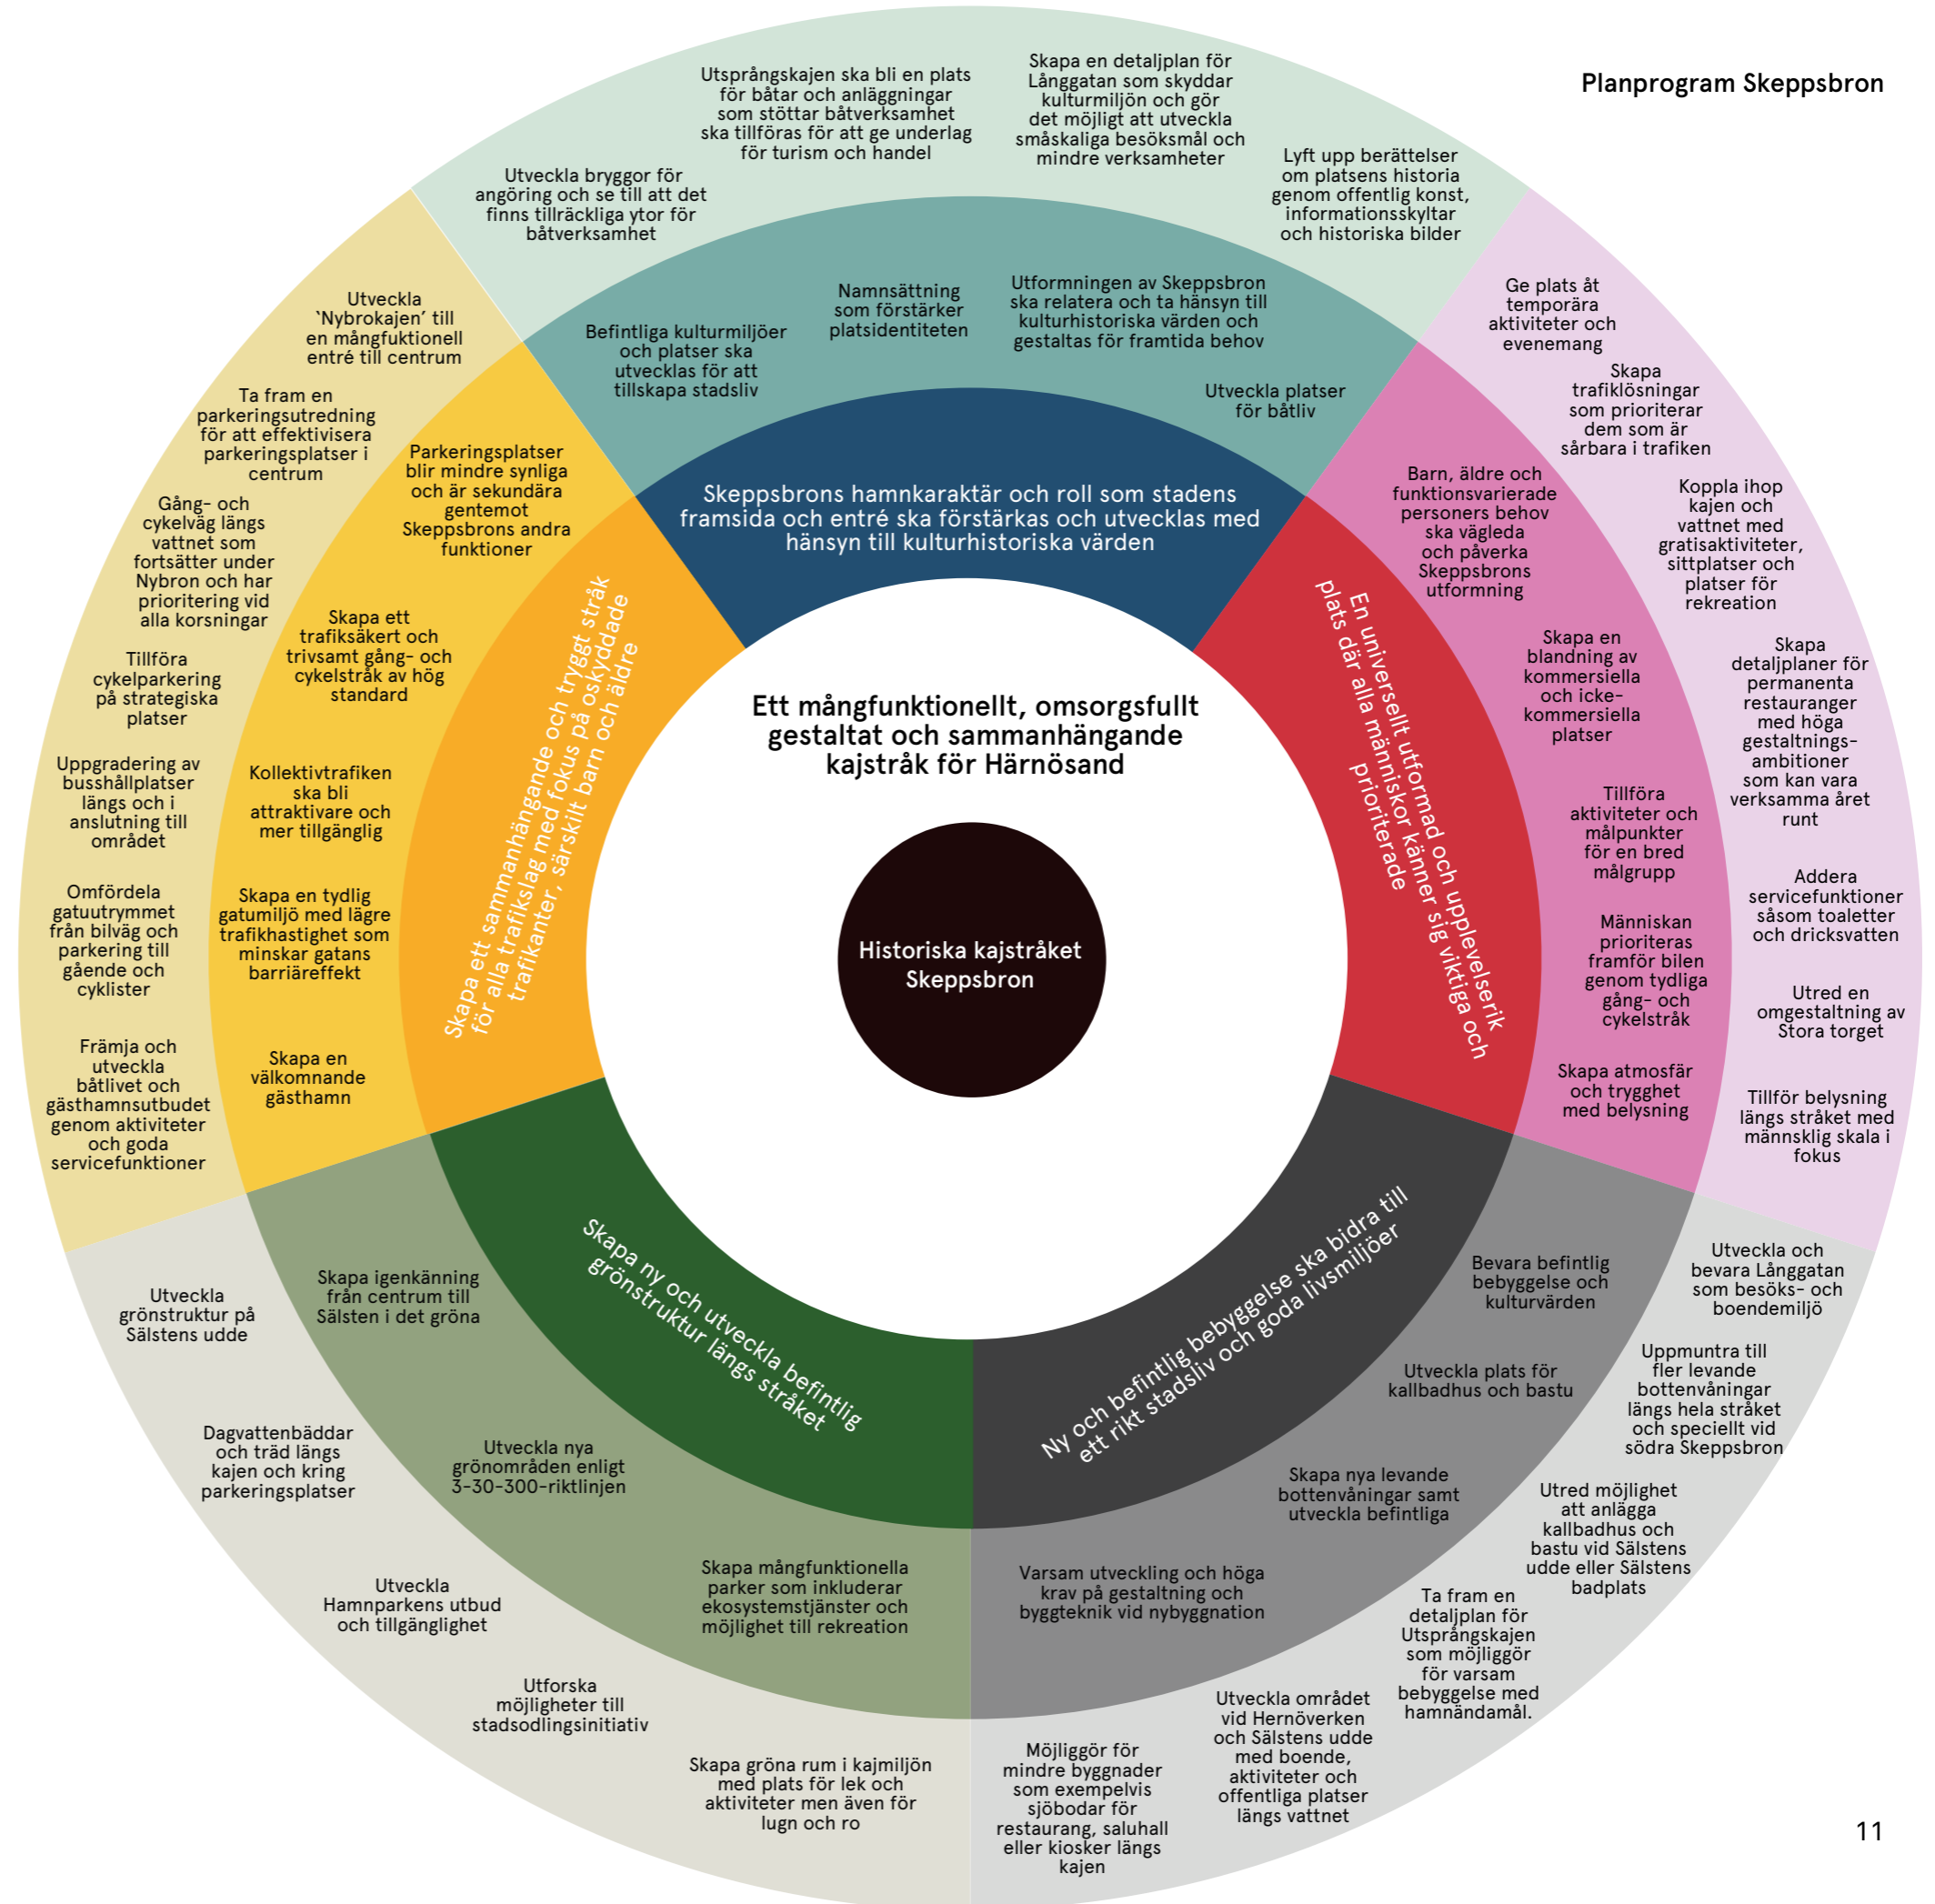 Planprogram Skeppsbron
Utsprångskajen ska bli en plats
för båtar och anläggningar
som stöttar båtverksamhet
ska tillföras för att ge underlag
för turism och handel
Skapa en detaljplan för
Långgatan som skyddar
kulturmiljön och gör
det möjligt att utveckla
småskaliga besöksmål och
mindre verksamheter
Utveckla bryggor för
angöring och se till att det
finns tillräckliga ytor för
båtverksamhet
Lyft upp berättelser
om platsens historia
genom offentlig konst,
informationsskyltar
och historiska bilder
Befintliga kulturmiljöer
och platser ska
utvecklas för att
tillskapa stadsliv
Namnsättning
som förstärker
platsidentiteten
Utformningen av Skeppsbron
ska relatera och ta hänsyn till
kulturhistoriska värden och
gestaltas för framtida behov
Utveckla platser
för båtliv
Skeppsbrons hamnkaraktär och roll som stadens
framsida och entré ska förstärkas och utvecklas med
hänsyn till kulturhistoriska värden
Utveckla
‘Nybrokajen’ till
en mångfuktionell
entré till centrum
Ta fram en
parkeringsutredning
för att effektivisera
parkeringsplatser i
centrum
Gång- och
cykelväg längs
vattnet som
fortsätter under
Nybron och har
prioritering vid
alla korsningar
Tillföra
cykelparkering
på strategiska
platser
Uppgradering av
busshållplatser
längs och i
anslutning till
området
Omfördela
gatuutrymmet
från bilväg och
parkering till
gående och
cyklister
Främja och
utveckla
båtlivet och
gästhamnsutbudet
genom aktiviteter
och goda
servicefunktioner
Parkeringsplatser
blir mindre synliga
och är sekundära
gentemot
Skeppsbrons andra
funktioner
Skapa ett
trafiksäkert och
trivsamt gång- och
cykelstråk av hög
standard
Kollektivtrafiken
ska bli
attraktivare och
mer tillgänglig
Skapa en tydlig
gatumiljö med lägre
trafikhastighet som
minskar gatans
barriäreffekt
Skapa en
välkomnande
gästhamn
Skapa ett sammanhängande och tryggt stråk
för alla trafikslag med fokus på oskyddade
trafikanter, särskilt barn och äldre
Ett mångfunktionellt, omsorgsfullt
gestaltat och sammanhängande
kajstråk för Härnösand
Historiska kajstråket
Skeppsbron
En universellt utformad och upplevelserik
plats där alla människor känner sig viktiga och
prioriterade
Barn, äldre och
funktionsvarierade
personers behov
ska vägleda
och påverka
Skeppsbrons
utformning
Skapa en
blandning av
kommersiella
och icke-
kommersiella
platser
Tillföra
aktiviteter och
målpunkter
för en bred
målgrupp
Människan
prioriteras
framför bilen
genom tydliga
gång- och
cykelstråk
Skapa atmosfär
och trygghet
med belysning
Ge plats åt
temporära
aktiviteter och
evenemang
Skapa
trafiklösningar
som prioriterar
dem som är
sårbara i trafiken
Koppla ihop
kajen och
vattnet med
gratisaktiviteter,
sittplatser och
platser för
rekreation
Skapa
detaljplaner för
permanenta
restauranger
med höga
gestaltnings-
ambitioner
som kan vara
verksamma året
runt
Addera
servicefunktioner
såsom toaletter
och dricksvatten
Utred en
omgestaltning av
Stora torget
Tillför belysning
längs stråket med
männsklig skala i
fokus
Skapa ny och utveckla befintlig
grönstruktur längs stråket
Skapa igenkänning
från centrum till
Sälsten i det gröna
Utveckla nya
grönområden enligt
3-30-300-riktlinjen
Skapa mångfunktionella
parker som inkluderar
ekosystemstjänster och
möjlighet till rekreation
Utveckla
grönstruktur på
Sälstens udde
Dagvattenbäddar
och träd längs
kajen och kring
parkeringsplatser
Utveckla
Hamnparkens utbud
och tillgänglighet
Utforska
möjligheter till
stadsodlingsinitiativ
Skapa gröna rum i kajmiljön
med plats för lek och
aktiviteter men även för
lugn och ro
Ny och befintlig bebyggelse ska bidra till
ett rikt stadsliv och goda livsmiljöer
Bevara befintlig
bebyggelse och
kulturvärden
Utveckla plats för
kallbadhus och bastu
Skapa nya levande
bottenvåningar samt
utveckla befintliga
Varsam utveckling och höga
krav på gestaltning och
byggteknik vid nybyggnation
Utveckla och
bevara Långgatan
som besöks- och
boendemiljö
Uppmuntra till
fler levande
bottenvåningar
längs hela stråket
och speciellt vid
södra Skeppsbron
Utred möjlighet
att anlägga
kallbadhus och
bastu vid Sälstens
udde eller Sälstens
badplats
Ta fram en
detaljplan för
Utsprångskajen
som möjliggör
för varsam
bebyggelse med
hamnändamål.
Utveckla området
vid Hernöverken
och Sälstens udde
med boende,
aktiviteter och
offentliga platser
längs vattnet
Möjliggör för
mindre byggnader
som exempelvis
sjöbodar för
restaurang, saluhall
eller kiosker längs
kajen
11